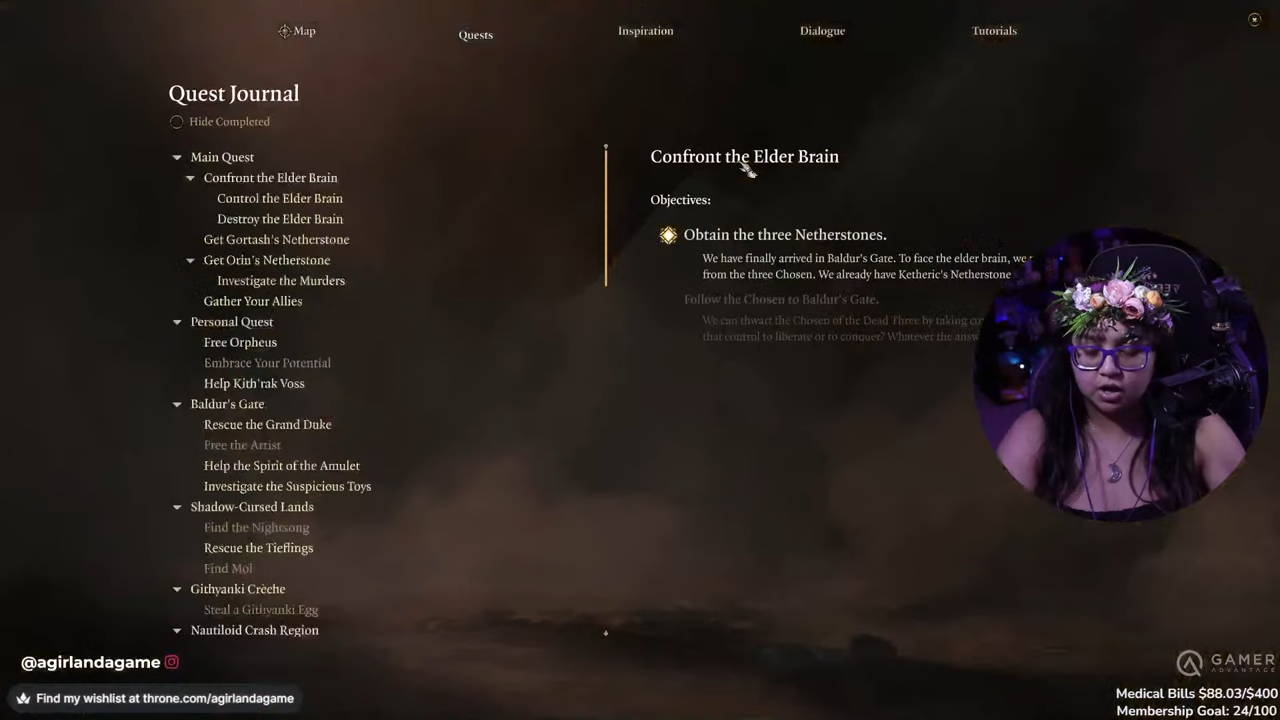 Map
Quests
Inspiration
Dialogue
Tutorials
Quest Journal
Hide Completed
Main Quest
Confront the Elder Brain
Control the Elder Brain
Destroy the Elder Brain
Get Gortash's Netherstone
Get Orin's Netherstone
Investigate the Murders
Gather Your Allies
Personal Quest
Free Orpheus
Embrace Your Potential
Help Kith'rak Voss
Baldur's Gate
Rescue the Grand Duke
Free the Artist
Help the Spirit of the Amulet
Investigate the Suspicious Toys
Shadow-Cursed Lands
Find the Nightsong
Rescue the Tieflings
Find Mol
Githyanki Crèche
Steal a Githyanki Egg
Nautiloid Crash Region
Confront the Elder Brain
Objectives:
Obtain the three Netherstones.
We have finally arrived in Baldur's Gate. To face the elder brain, we
from the three Chosen. We already have Ketheric's Netherstone
Follow the Chosen to Baldur's Gate.
We can thwart the Chosen of the Dead Three by taking
that control to liberate or to conquer? Whatever the
@agirlandagame
Find my wishlist at throne.com/agirlandagame
GAMER
ADVANTAGE
Medical Bills $88.03/$400
Membership Goal: 24/100